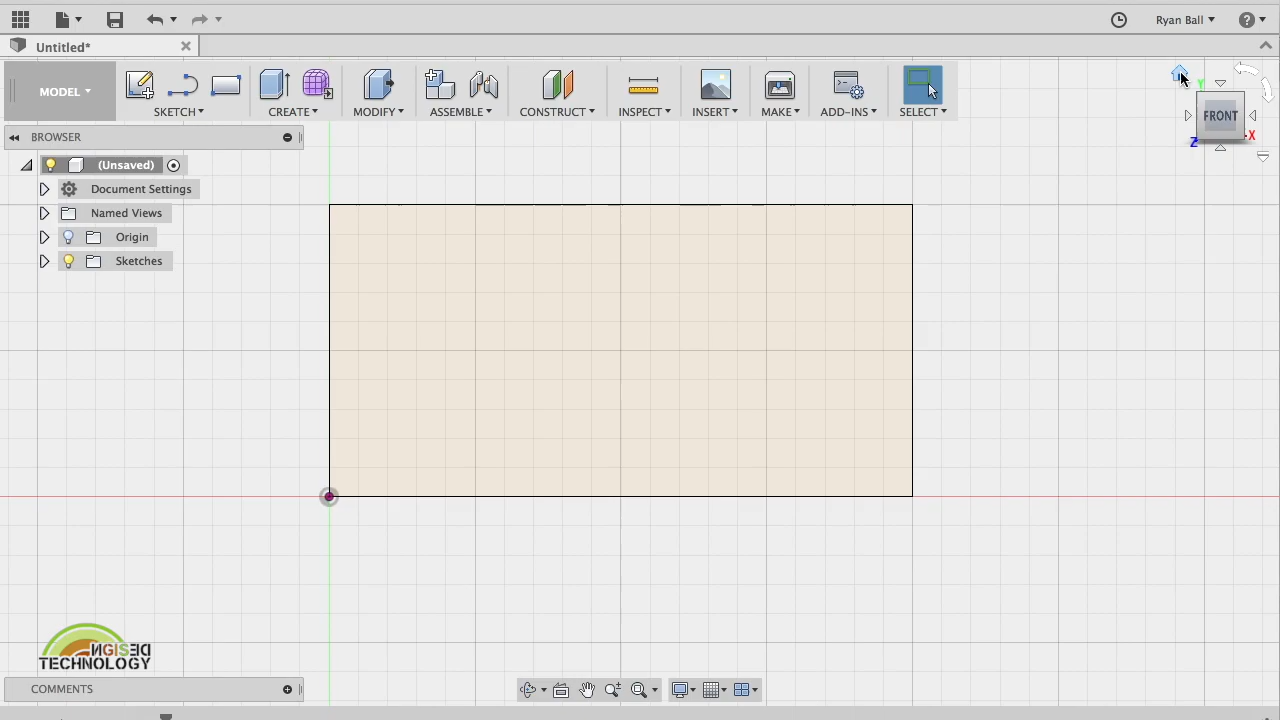 Ryan Ball
Untitled*
MODEL
SKETCH
CREATE
MODIFY
ASSEMBLE
CONSTRUCT
INSPECT
INSERT
MAKE
ADD-INS
SELECT
Y
FRONT
X
Z
BROWSER
(Unsaved)
Document Settings
Named Views
Origin
Sketches
DESIGN
TECHNOLOGY
COMMENTS